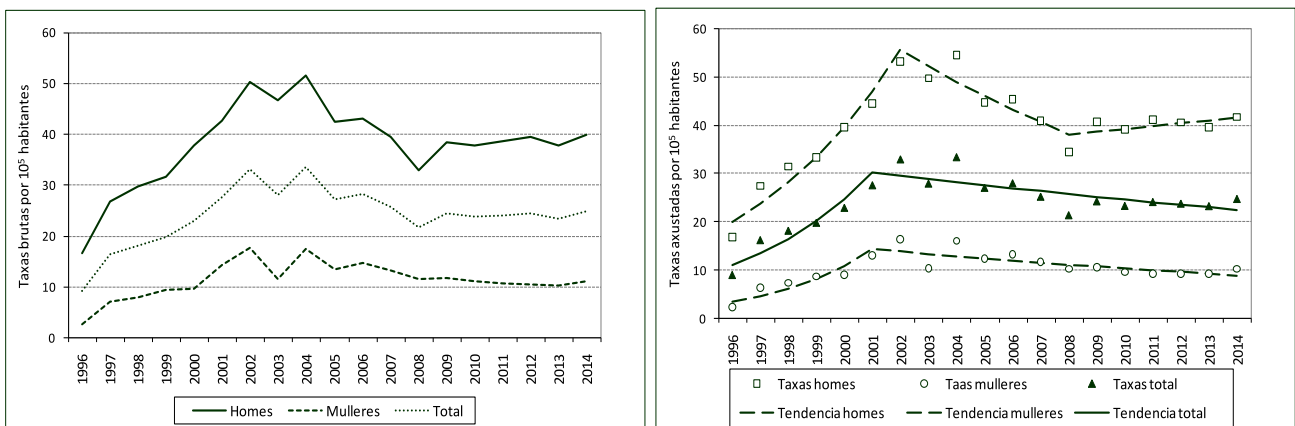 Taxas brutas por 10⁵ habitantes
60
50
40
30
20
10
0
1996 1997 1998 1999 2000 2001 2002 2003 2004 2005 2006 2007 2008 2009 2010 2011 2012 2013 2014
Homes Mulleres Total
Taxas axustadas por 10⁵ habitantes
60
50
40
30
20
10
0
1996 1997 1998 1999 2000 2001 2002 2003 2004 2005 2006 2007 2008 2009 2010 2011 2012 2013 2014
Taxas homes Taas mulleres Taxas total
Tendencia homes Tendencia mulleres Tendencia total